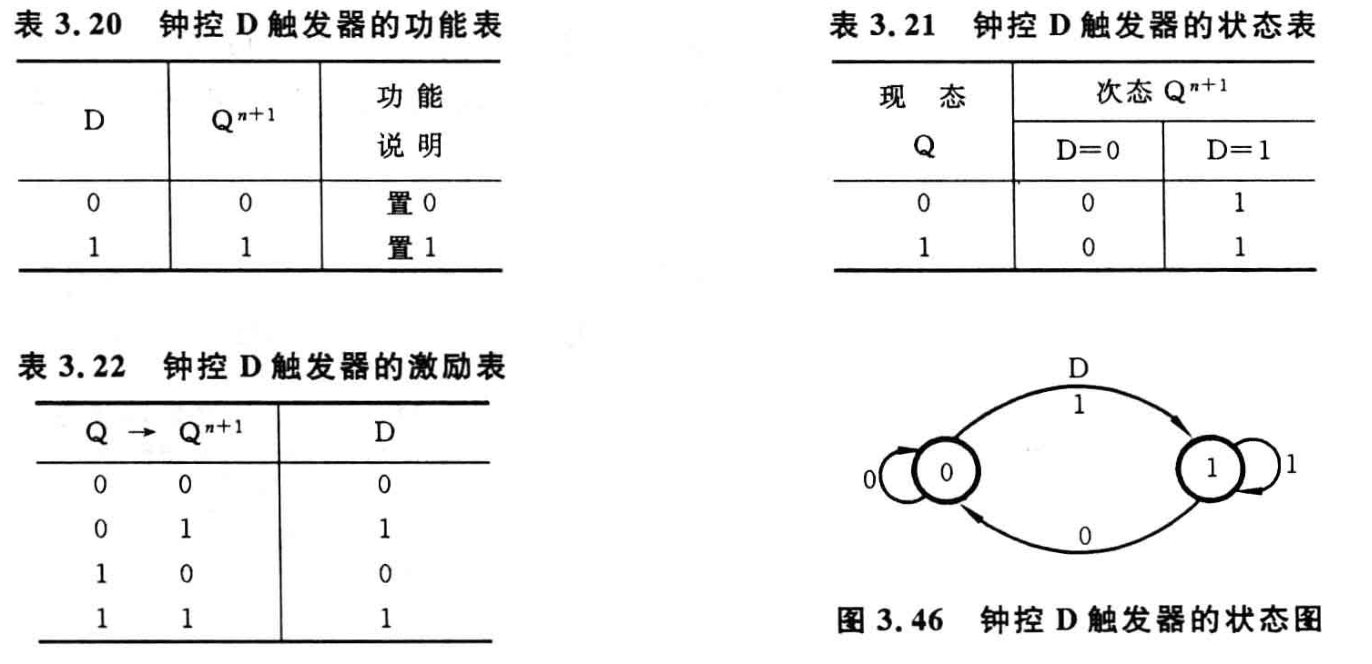 表 3.20 钟控 D 触发器的功能表
D Qⁿ⁺¹ 功 能
说 明
0 0 置 0
1 1 置 1
表 3.21 钟控 D 触发器的状态表
现 态 次态 Qⁿ⁺¹
Q D=0 D=1
0 0 1
1 0 1
表 3.22 钟控 D 触发器的激励表
Q → Qⁿ⁺¹ D
0 0 0
0 1 1
1 0 0
1 1 1
D
1
0 0 1 1
0
图 3.46 钟控 D 触发器的状态图